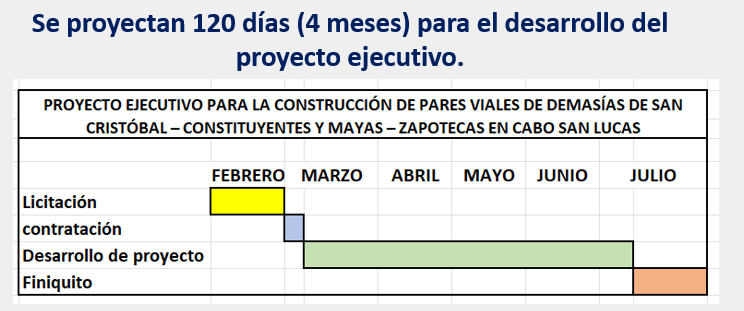 Se proyectan 120 días (4 meses) para el desarrollo del
proyecto ejecutivo.
PROYECTO EJECUTIVO PARA LA CONSTRUCCIÓN DE PARES VIALES DE DEMASÍAS DE SAN
CRISTÓBAL – CONSTITUYENTES Y MAYAS – ZAPOTECAS EN CABO SAN LUCAS
FEBRERO MARZO ABRIL MAYO JUNIO JULIO
Licitación
contratación
Desarrollo de proyecto
Finiquito